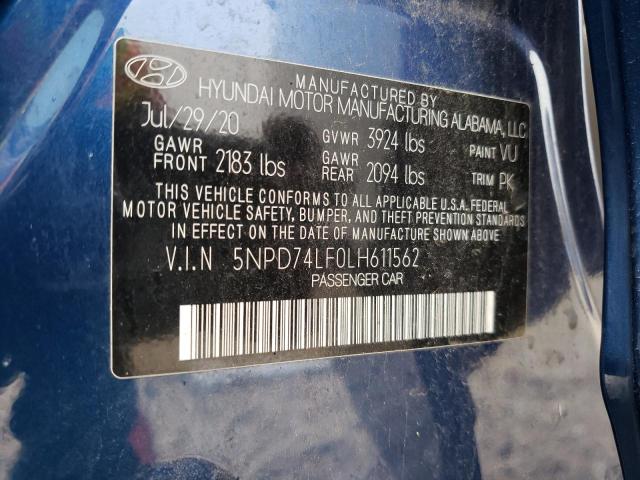 MANUFACTURED BY
HYUNDAI MOTOR MANUFACTURING ALABAMA, LLC
Jul/29/20 GVWR 3924 lbs PAINT VU
GAWR FRONT 2183 lbs GAWR REAR 2094 lbs TRIM PK
THIS VEHICLE CONFORMS TO ALL APPLICABLE U.S.A. FEDERAL
MOTOR VEHICLE SAFETY, BUMPER, AND THEFT PREVENTION STANDARDS
IN EFFECT ON THE DATE OF MANUFACTURE SHOWN ABOVE.
V.I.N 5NPD74LF0LH611562
PASSENGER CAR